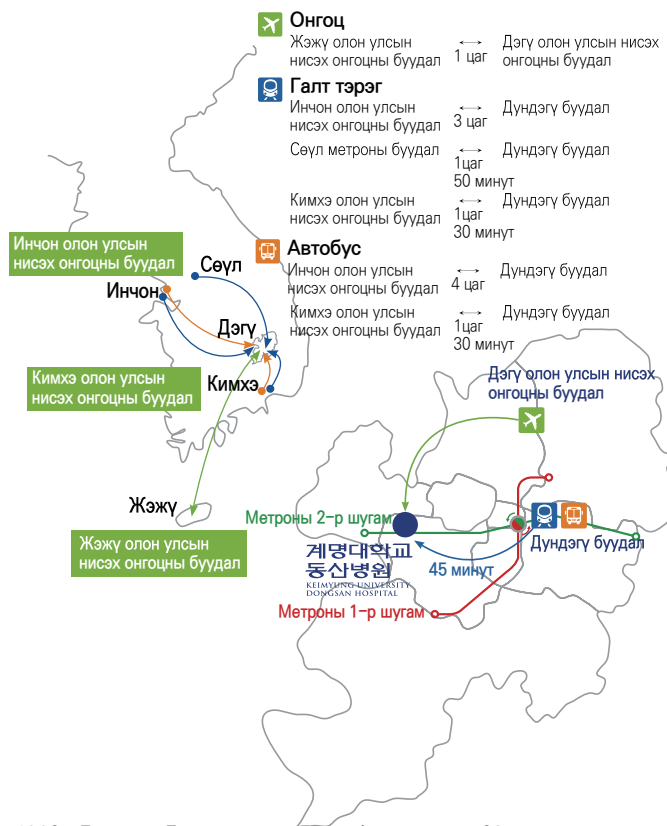 Онгоц
Жэжү олон улсын
нисэх онгоцны буудал
↔
1 цаг
Дэгү олон улсын нисэх
онгоцны буудал
Галт тэрэг
Инчон олон улсын
нисэх онгоцны буудал
↔
3 цаг
Дундэгү буудал
Сөүл метроны буудал
↔
1цаг
50 минут
Дундэгү буудал
Кимхэ олон улсын
нисэх онгоцны буудал
↔
1цаг
30 минут
Дундэгү буудал
Автобус
Инчон олон улсын
нисэх онгоцны буудал
↔
4 цаг
Дундэгү буудал
Кимхэ олон улсын
нисэх онгоцны буудал
↔
1цаг
30 минут
Дундэгү буудал
Инчон олон улсын
нисэх онгоцны буудал
Сөүл
Инчон
Дэгү
Кимхэ олон улсын
нисэх онгоцны буудал
Кимхэ
Жэжү
Жэжү олон улсын
нисэх онгоцны буудал
Дэгү олон улсын нисэх
онгоцны буудал
Метроны 2-р шугам
Дундэгү буудал
계명대학교
동산병원
KEIMYUNG UNIVERSITY
DONGSAN HOSPITAL
45 минут
Метроны 1-р шугам